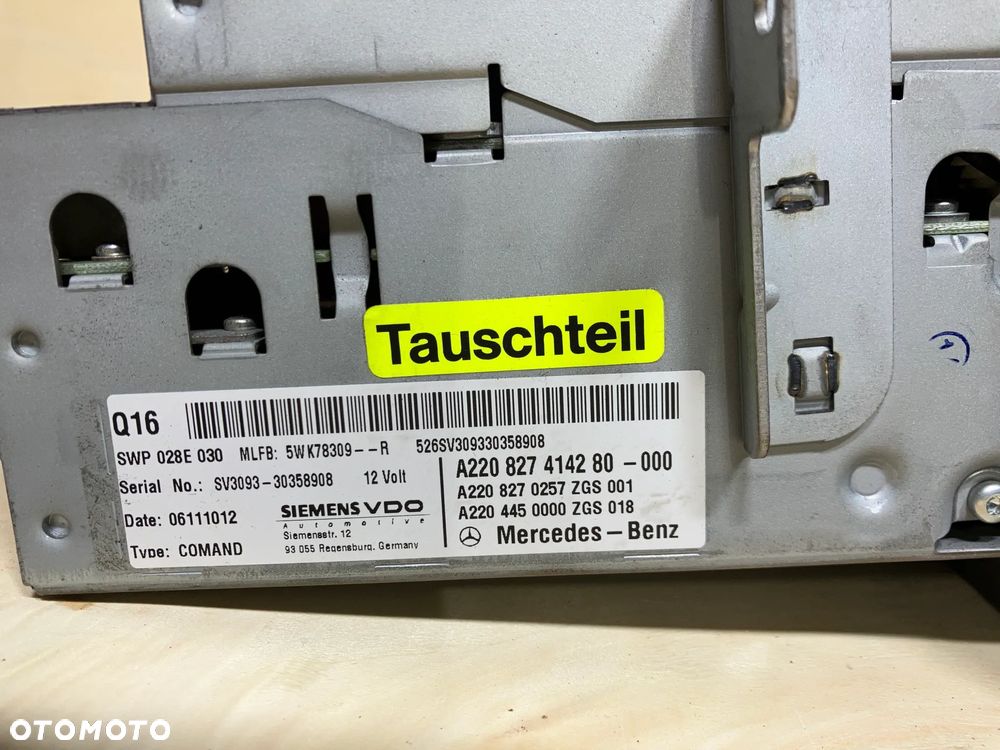 Tauschteil
Q16
SWP 028E 030 MLFB: 5WK78309--R 526SV309330358908
Serial No.: SV3093-30358908 12 Volt
Date: 06111012
Type: COMAND
SIEMENS VDO
Automotive
Siemensstr. 12
93 055 Regensburg, Germany
A220 827 4142 80-000
A220 827 0257 ZGS 001
A220 445 0000 ZGS 018
Mercedes-Benz
OTOMOTO